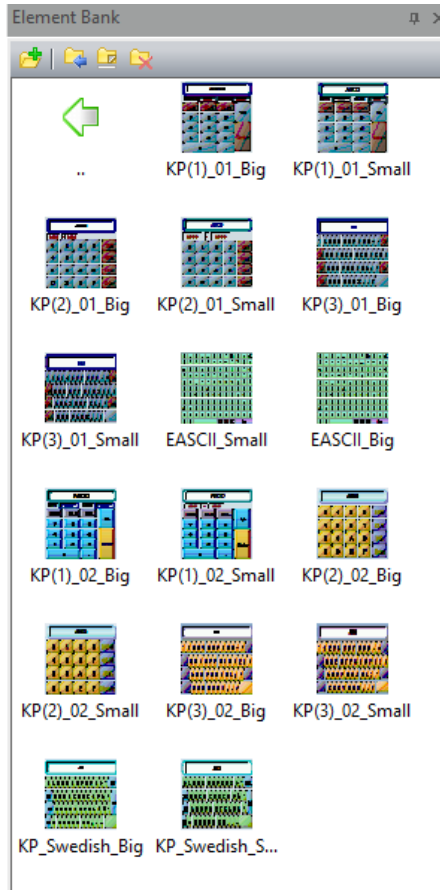 Element Bank
..
KP(1)_01_Big
KP(1)_01_Small
KP(2)_01_Big
KP(2)_01_Small
KP(3)_01_Big
KP(3)_01_Small
EASCII_Small
EASCII_Big
KP(1)_02_Big
KP(1)_02_Small
KP(2)_02_Big
KP(2)_02_Small
KP(3)_02_Big
KP(3)_02_Small
KP_Swedish_Big
KP_Swedish_S...